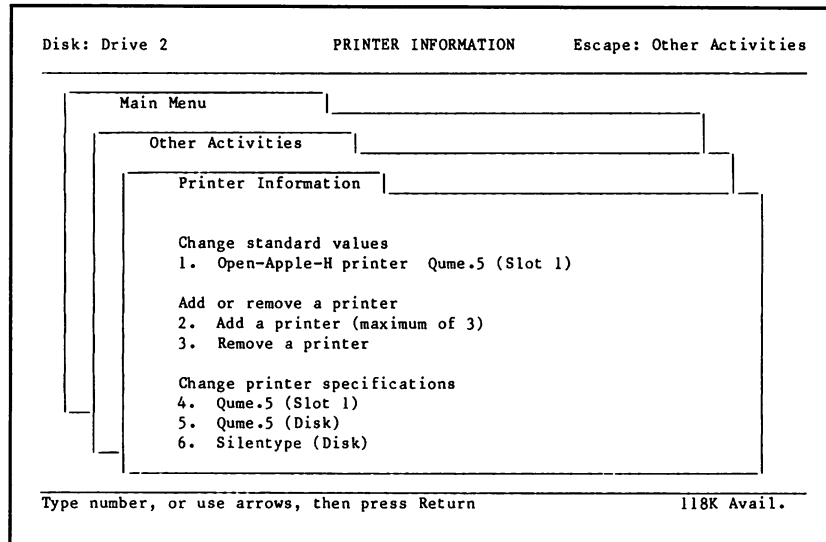 Disk: Drive 2 PRINTER INFORMATION Escape: Other Activities
Main Menu
Other Activities
Printer Information
Change standard values
1. Open-Apple-H printer Qume.5 (Slot 1)
Add or remove a printer
2. Add a printer (maximum of 3)
3. Remove a printer
Change printer specifications
4. Qume.5 (Slot 1)
5. Qume.5 (Disk)
6. Silentype (Disk)
Type number, or use arrows, then press Return 118K Avail.